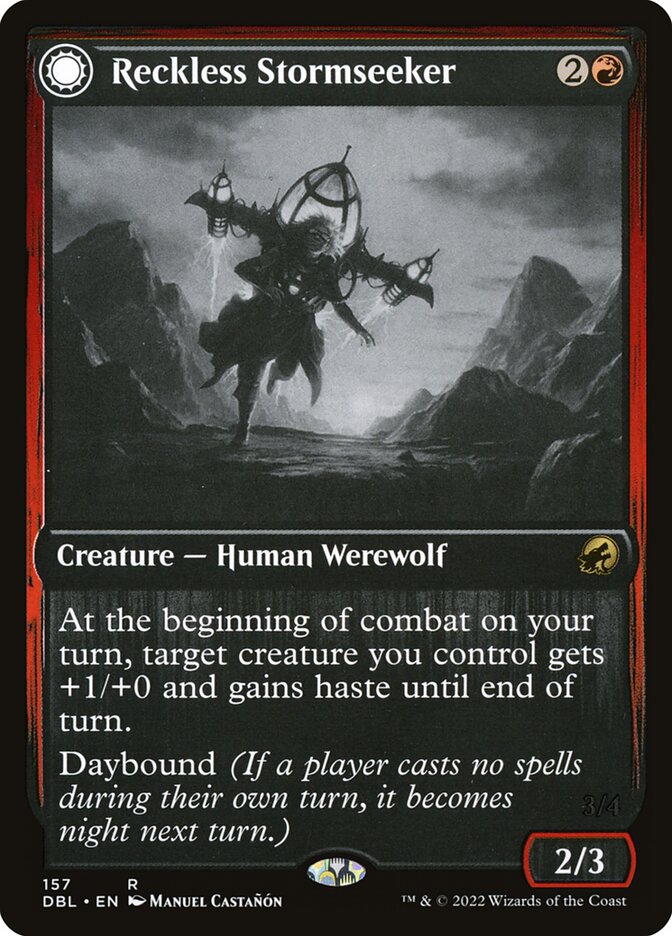 Reckless Stormseeker 2
Creature — Human Werewolf
At the beginning of combat on your
turn, target creature you control gets
+1/+0 and gains haste until end of
turn.
Daybound (If a player casts no spells
during their own turn, it becomes
night next turn.)
3/4
2/3
157 R
DBL • EN Manuel Castañón
™ & © 2022 Wizards of the Coast